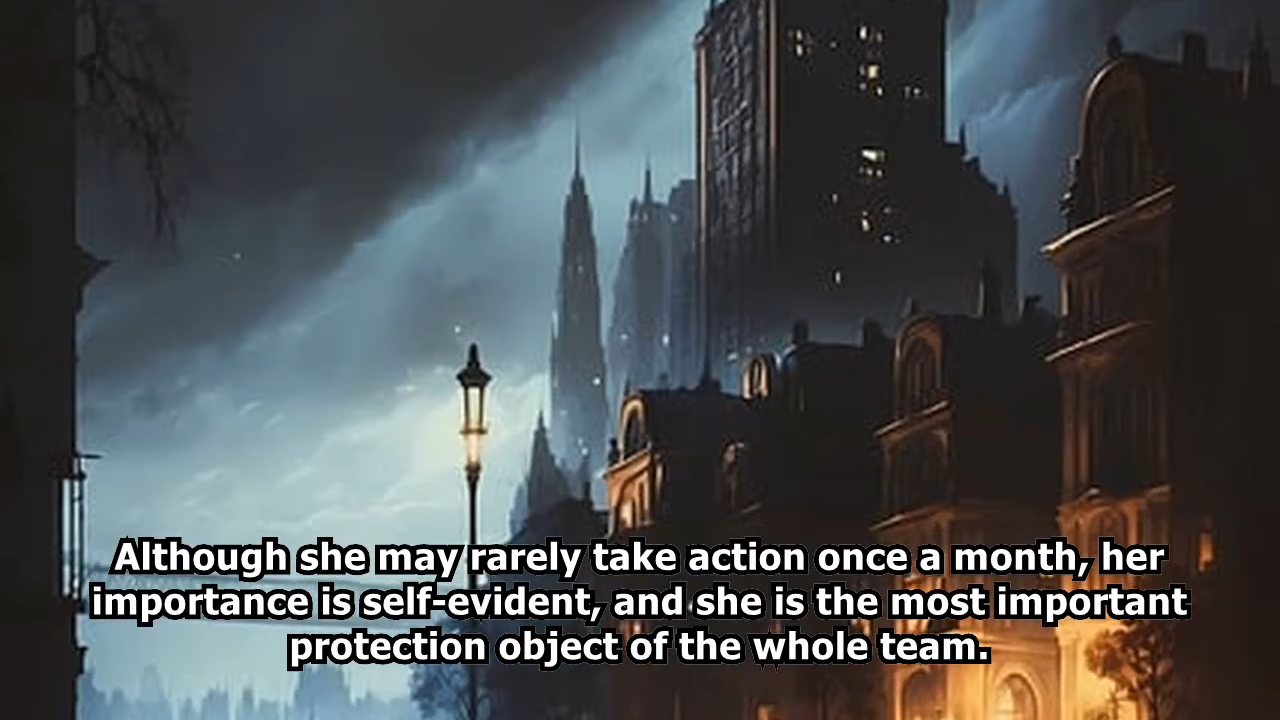 Although she may rarely take action once a month, her
importance is self-evident, and she is the most important
protection object of the whole team.